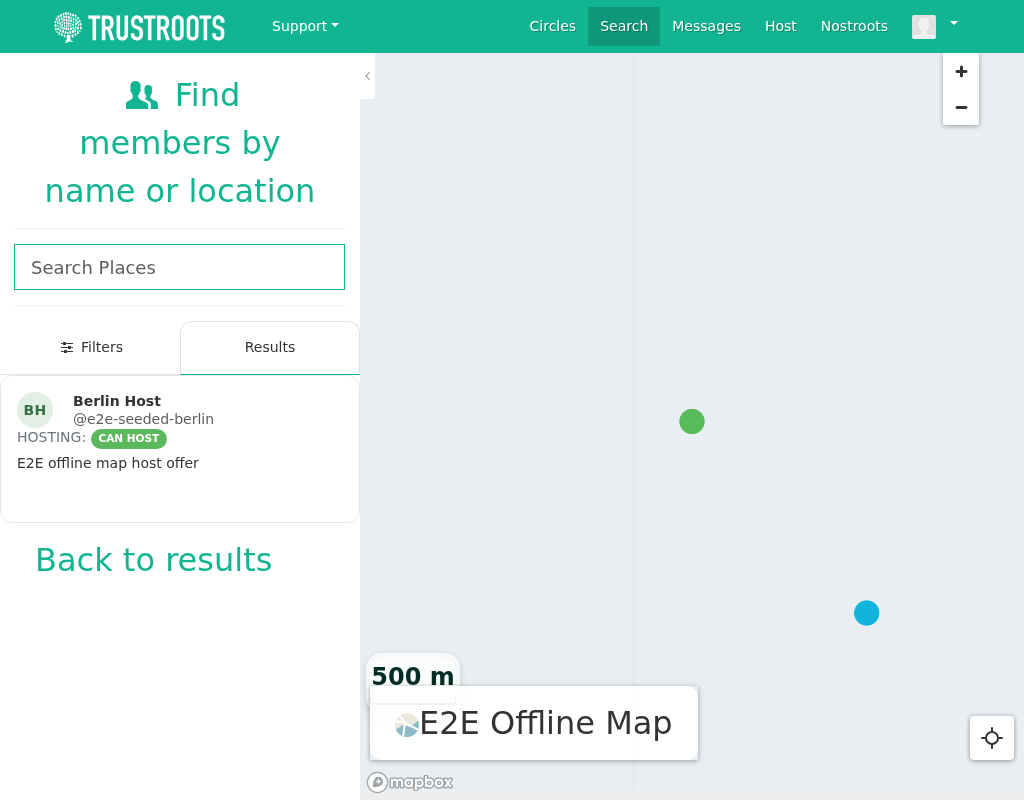 TRUSTROOTS
Support
Circles
Search
Messages
Host
Nostroots
Find
members by
name or location
Search Places
Filters
Results
BH
Berlin Host
@e2e-seeded-berlin
HOSTING: CAN HOST
E2E offline map host offer
Back to results
500 m
E2E Offline Map
mapbox